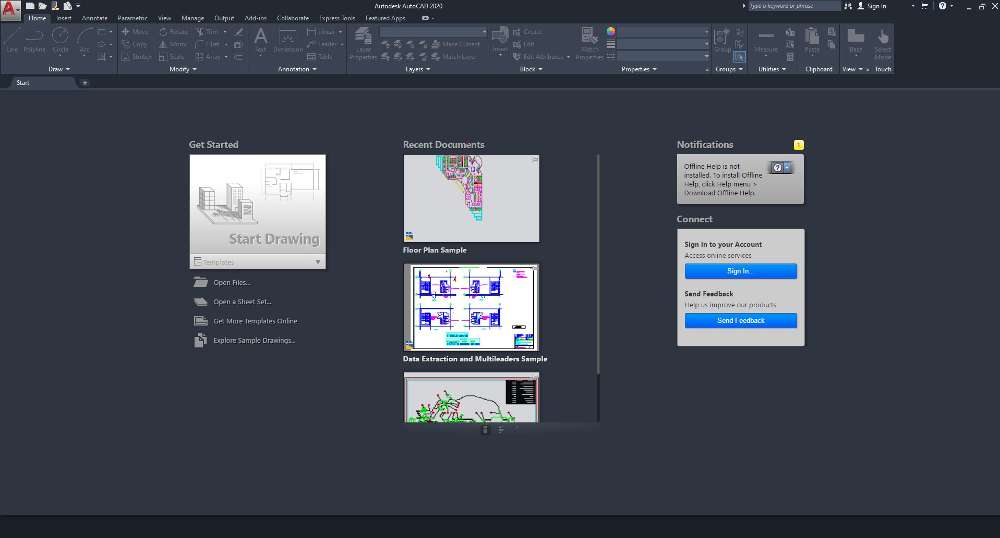 Autodesk AutoCAD 2020
Type a keyword or phrase
Sign In
Home Insert Annotate Parametric View Manage Output Add-ins Collaborate Express Tools Featured Apps
Line Polyline Circle Arc
Draw
Move Rotate Trim
Copy Mirror Fillet
Stretch Scale Array
Modify
Text Dimension
Linear
Leader
Table
Annotation
Layer Properties
Make Current
Match Layer
Layers
Insert
Create
Edit
Edit Attributes
Block
Match Properties
Properties
Group
Groups
Measure
Utilities
Paste
Clipboard
Base
View
Select Mode
Touch
Start
Get Started
Start Drawing
Templates
Open Files...
Open a Sheet Set...
Get More Templates Online
Explore Sample Drawings...
Recent Documents
Floor Plan Sample
Data Extraction and Multileaders Sample
Notifications 1
Offline Help is not
installed. To install Offline
Help, click Help menu >
Download Offline Help.
Connect
Sign In to your Account
Access online services
Sign In...
Send Feedback
Help us improve our products
Send Feedback